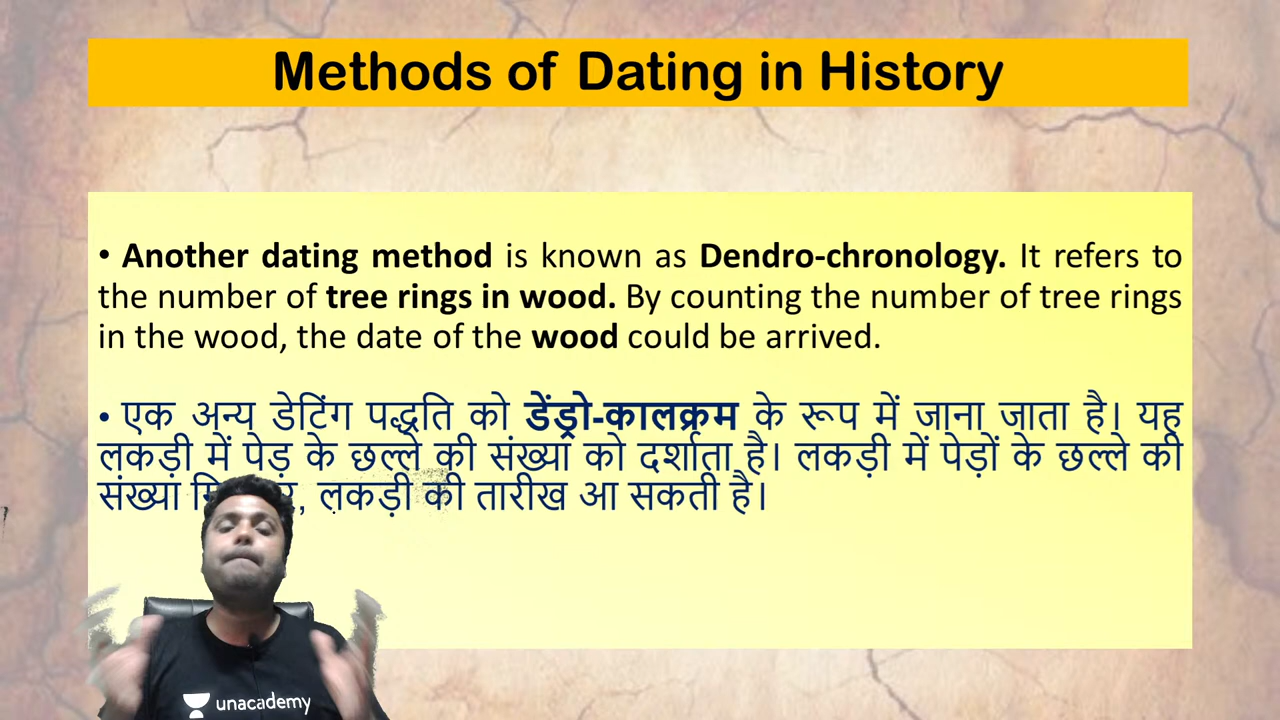 Methods of Dating in History
• Another dating method is known as Dendro-chronology. It refers to
the number of tree rings in wood. By counting the number of tree rings
in the wood, the date of the wood could be arrived.
• एक अन्य डेटिंग पद्धति को डेंड्रो-कालक्रम के रूप में जाना जाता है। यह
लकड़ी में पेड़ के छल्ले की संख्या को दर्शाता है। लकड़ी में पेड़ों के छल्ले की
संख्या लकड़ी की तारीख आ सकती है।
unacademy